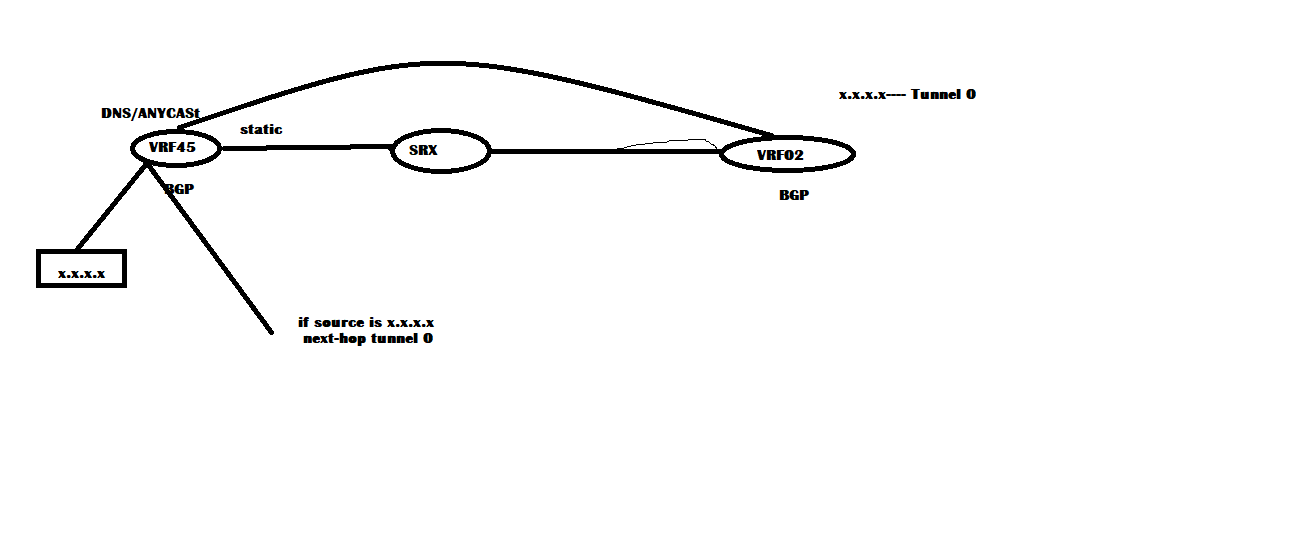 x.x.x.x---- Tunnel 0
DNS/ANYCASt
static
VRF45
SRX
VRF02
BGP
BGP
x.x.x.x
if source is x.x.x.x
next-hop tunnel 0